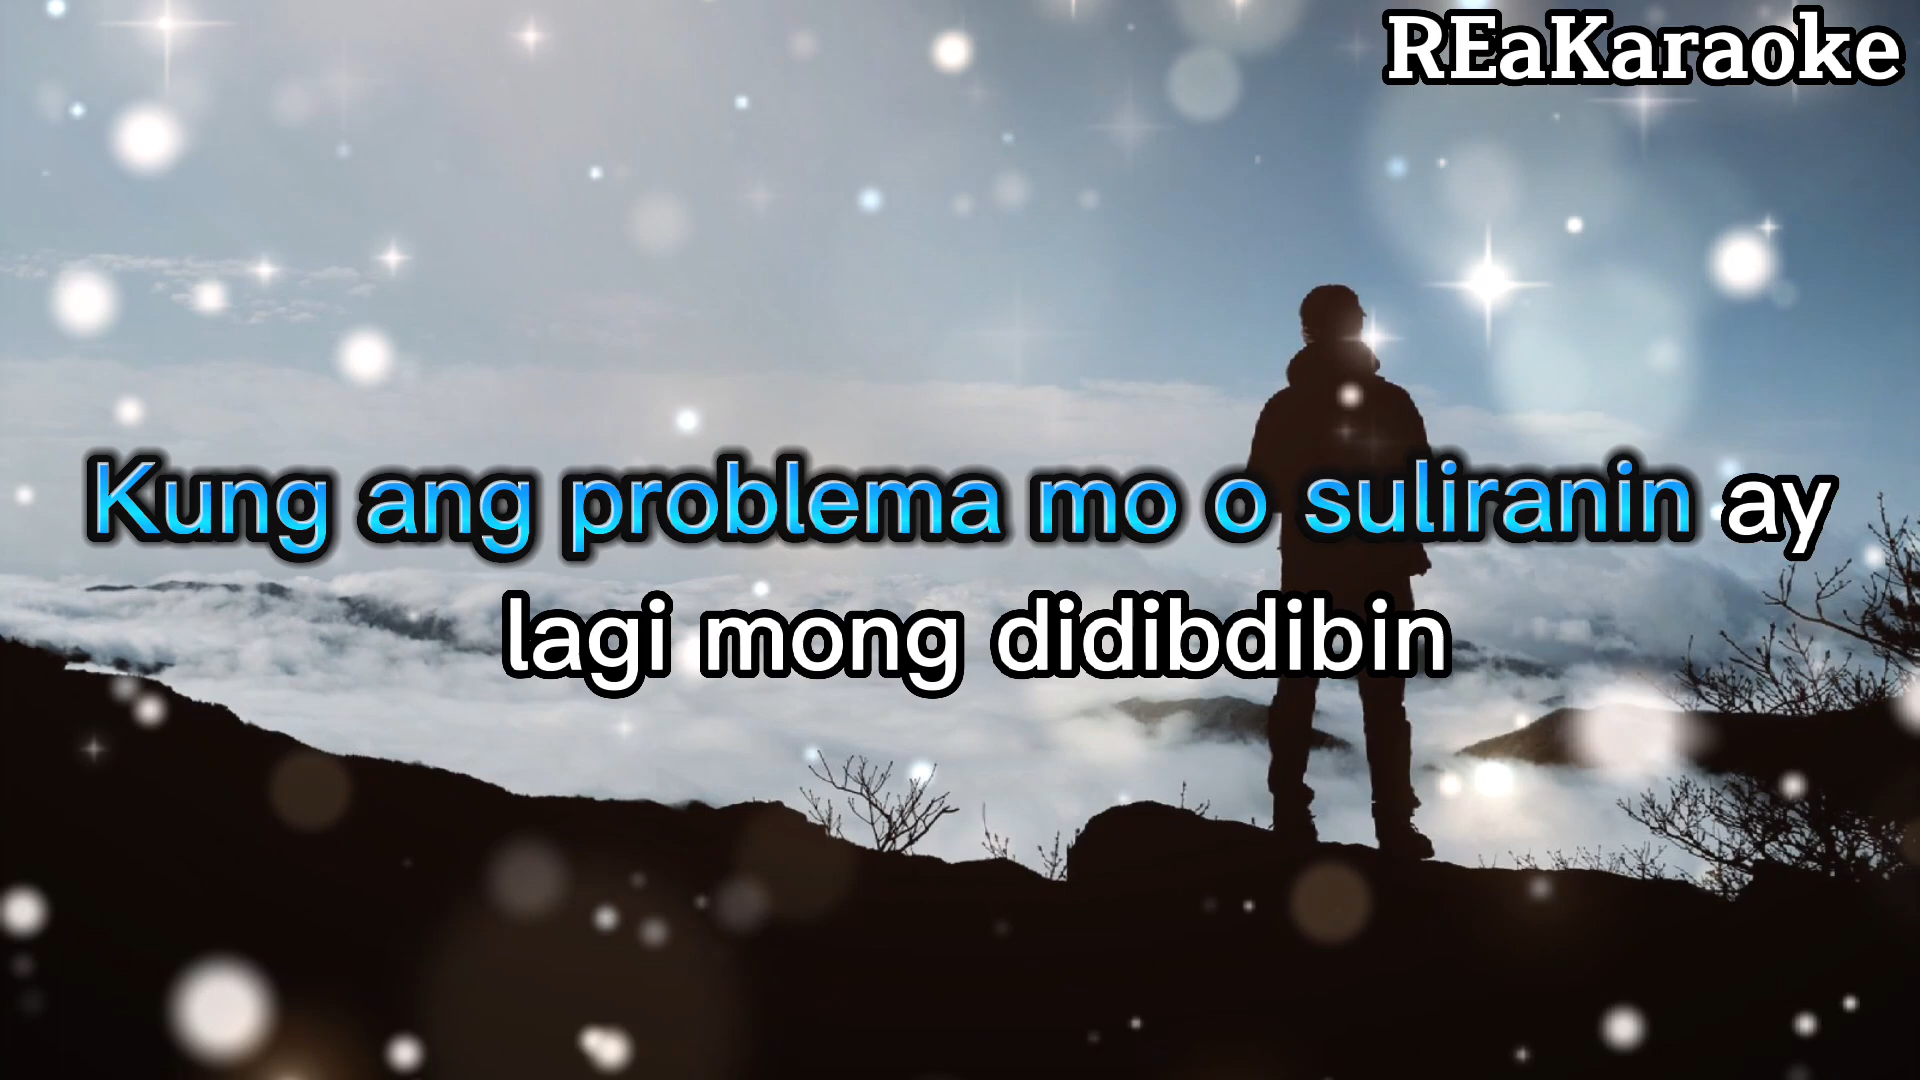 REaKaraoke
Kung ang problema mo o suliranin ay
lagi mong didibdibin